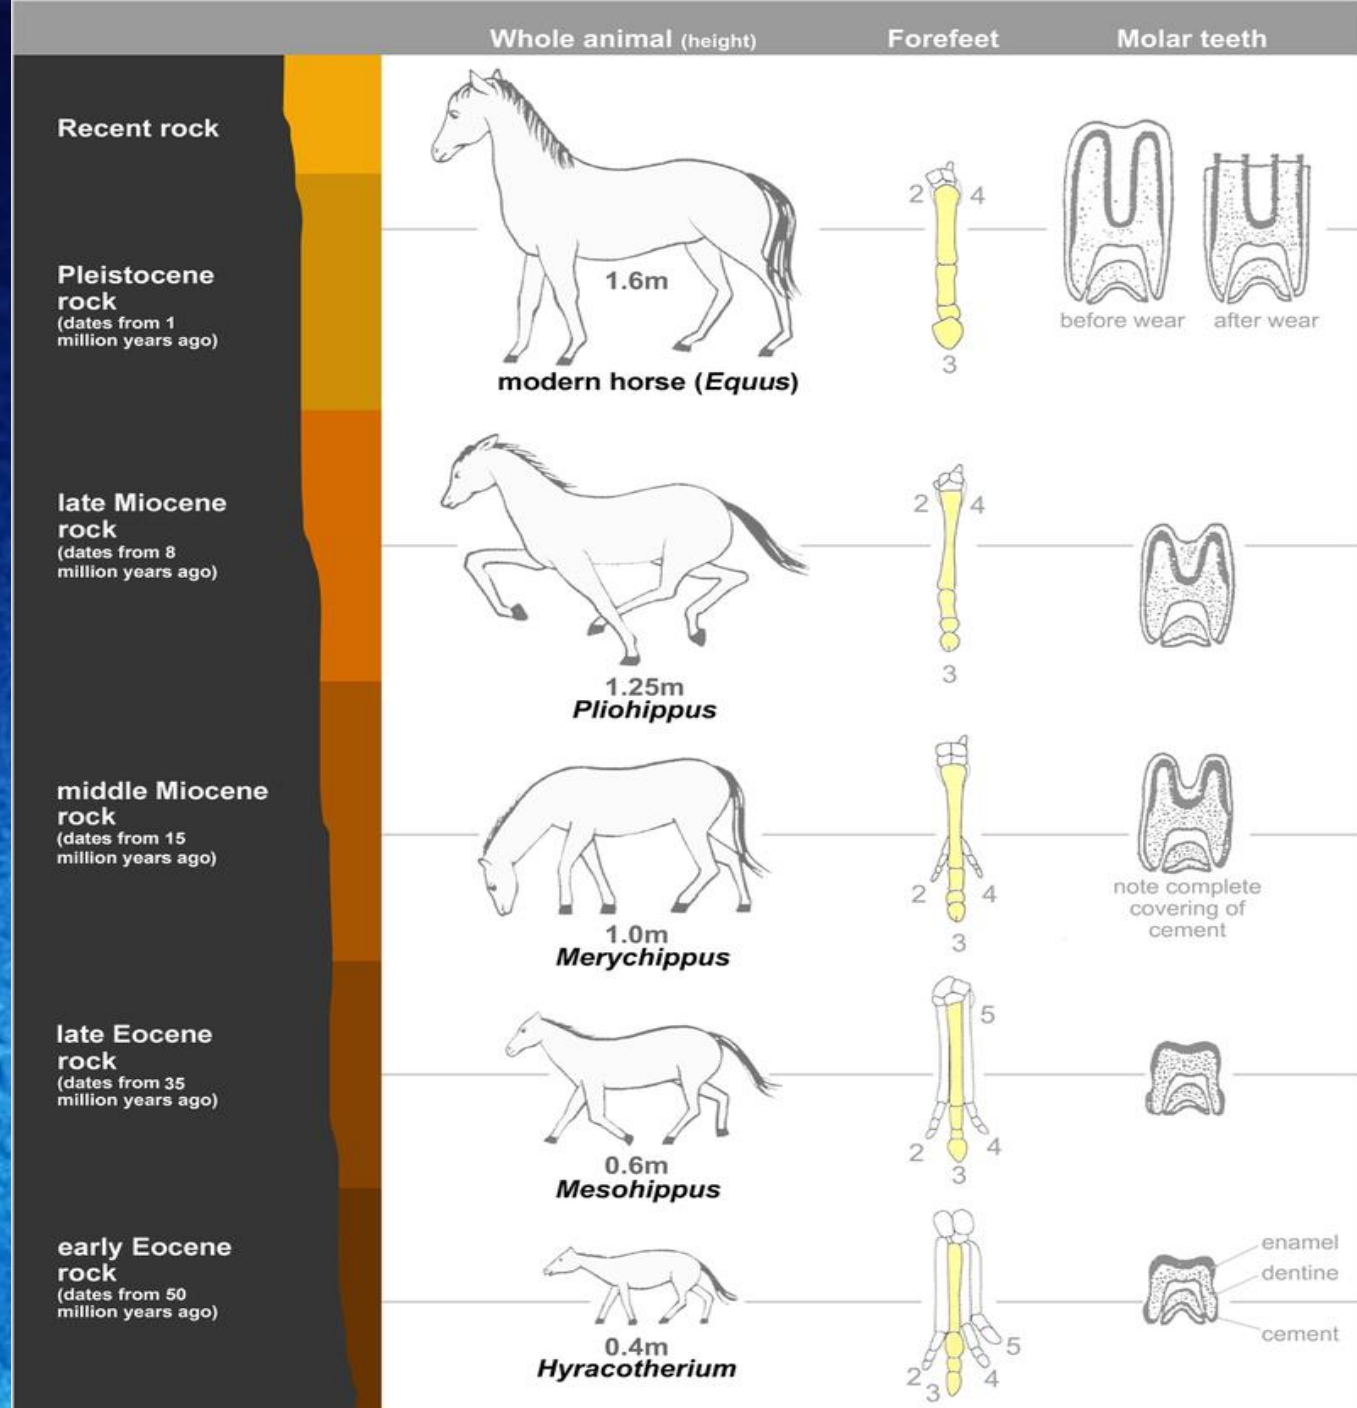 Whole animal (height)
Forefeet
Molar teeth
Recent rock
2
4
Pleistocene
rock
(dates from 1
million years ago)
1.6m
before wear
after wear
3
modern horse (Equus)
late Miocene
rock
(dates from 8
million years ago)
2
4
3
1.25m
Pliohippus
middle Miocene
rock
(dates from 15
million years ago)
2
4
3
note complete
covering of
cement
1.0m
Merychippus
late Eocene
rock
(dates from 35
million years ago)
5
2
4
3
0.6m
Mesohippus
early Eocene
rock
(dates from 50
million years ago)
enamel
dentine
cement
5
2
4
3
0.4m
Hyracotherium